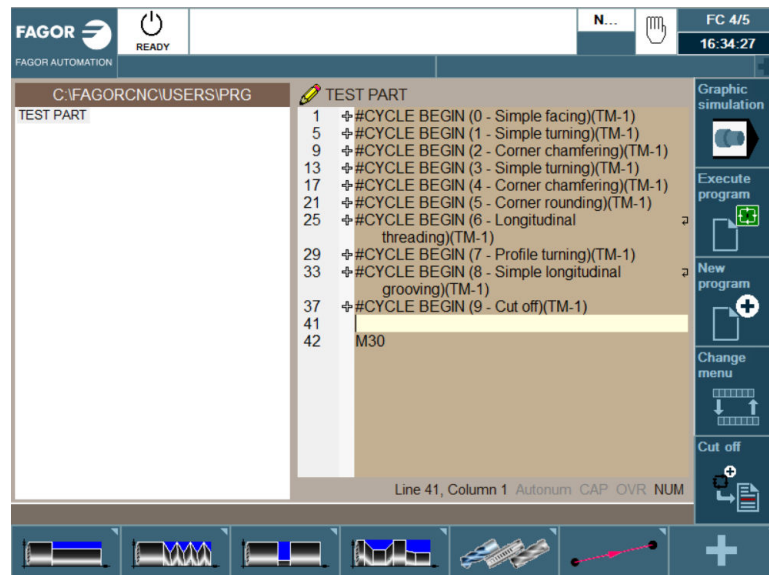 FAGOR
FAGOR AUTOMATION
READY
N...
FC 4/5
16:34:27
C:\FAGORCNC\USERS\PRG
TEST PART
TEST PART
1 #CYCLE BEGIN (0 - Simple facing)(TM-1)
5 #CYCLE BEGIN (1 - Simple turning)(TM-1)
9 #CYCLE BEGIN (2 - Corner chamfering)(TM-1)
13 #CYCLE BEGIN (3 - Simple turning)(TM-1)
17 #CYCLE BEGIN (4 - Corner chamfering)(TM-1)
21 #CYCLE BEGIN (5 - Corner rounding)(TM-1)
25 #CYCLE BEGIN (6 - Longitudinal
threading)(TM-1)
29 #CYCLE BEGIN (7 - Profile turning)(TM-1)
33 #CYCLE BEGIN (8 - Simple longitudinal
grooving)(TM-1)
37 #CYCLE BEGIN (9 - Cut off)(TM-1)
41
42 M30
Line 41, Column 1 Autonum CAP OVR NUM
Graphic
simulation
Execute
program
New
program
Change
menu
Cut off